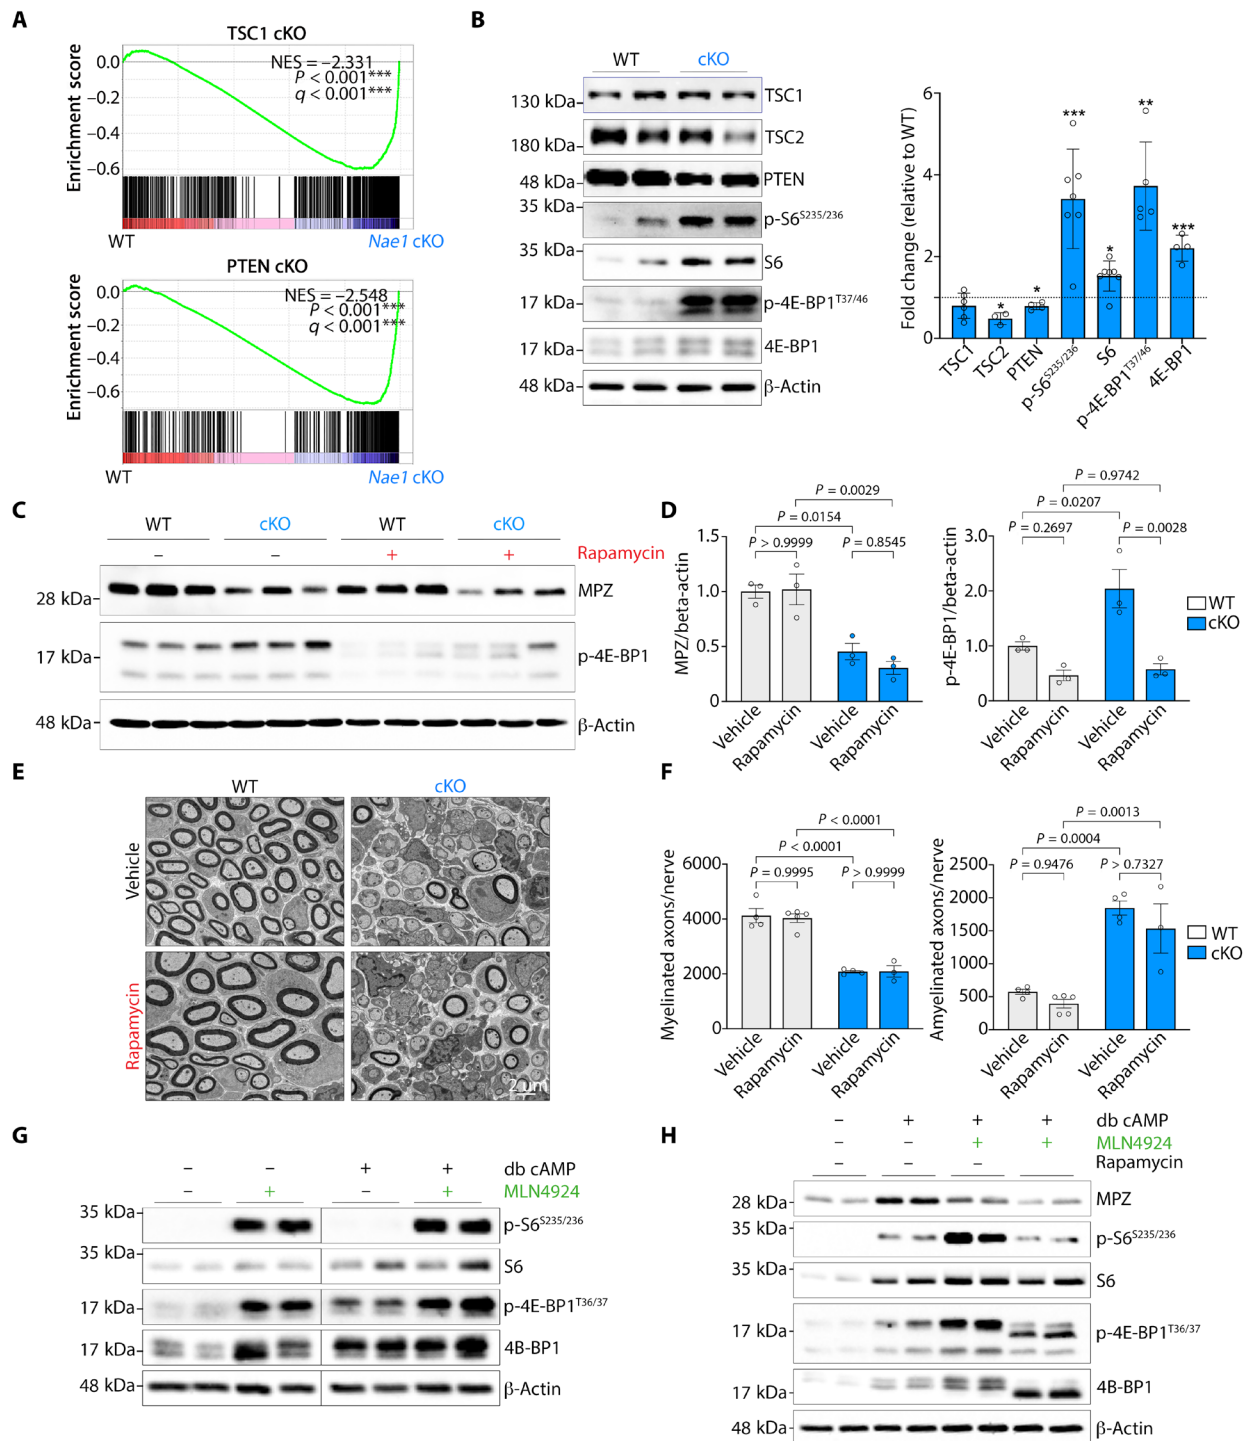 A
TSC1 cKO
Enrichment score
0.0
−0.2
−0.4
−0.6
NES = −2.331
P < 0.001***
q < 0.001***
WT
Nae1 cKO
PTEN cKO
Enrichment score
0.0
−0.2
−0.4
−0.6
NES = −2.548
P < 0.001***
q < 0.001***
WT
Nae1 cKO
B
WT cKO
130 kDa TSC1
180 kDa TSC2
48 kDa PTEN
35 kDa p-S6S235/236
35 kDa S6
17 kDa p-4E-BP1T37/46
17 kDa 4E-BP1
48 kDa β-Actin
Fold change (relative to WT)
6
4
2
1
0
* * *** * ** ***
TSC1 TSC2 PTEN p-S6S235/236 S6 p-4E-BP1T37/46 4E-BP1
C
WT cKO WT cKO
− − + + Rapamycin
28 kDa MPZ
17 kDa p-4E-BP1
48 kDa β-Actin
D
MPZ/beta-actin
1.5
1.0
0.5
0
P = 0.0029
P = 0.0154
P > 0.9999 P = 0.8545
Vehicle Rapamycin Vehicle Rapamycin
p-4E-BP1/beta-actin
3.0
2.0
1.0
0.0
P = 0.9742
P = 0.0207
P = 0.2697 P = 0.0028
Vehicle Rapamycin Vehicle Rapamycin
WT
cKO
E
WT cKO
Vehicle
Rapamycin
2 μm
F
Myelinated axons/nerve
6000
4000
2000
0
P < 0.0001
P < 0.0001
P = 0.9995 P > 0.9999
Vehicle Rapamycin Vehicle Rapamycin
Amyelinated axons/nerve
2500
2000
1500
1000
500
0
P = 0.0013
P = 0.0004
P = 0.9476 P > 0.7327
Vehicle Rapamycin Vehicle Rapamycin
WT
cKO
G
− − + + db cAMP
− + − + MLN4924
35 kDa p-S6S235/236
35 kDa S6
17 kDa p-4E-BP1T36/37
17 kDa 4B-BP1
48 kDa β-Actin
H
− + + + db cAMP
− − + + MLN4924
− − − Rapamycin
28 kDa MPZ
35 kDa p-S6S235/236
35 kDa S6
17 kDa p-4E-BP1T36/37
17 kDa 4B-BP1
48 kDa β-Actin